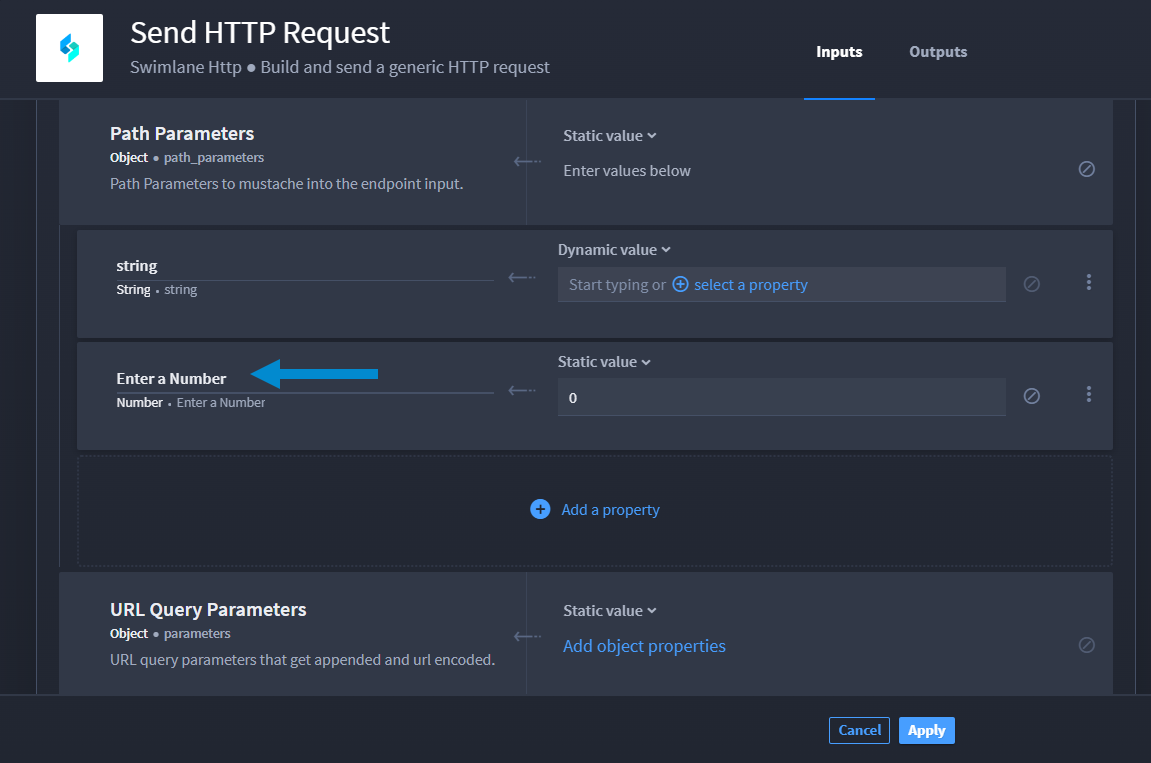 Send HTTP Request
Swimlane Http ● Build and send a generic HTTP request
Inputs
Outputs
Path Parameters
Object ● path_parameters
Path Parameters to mustache into the endpoint input.
Static value
Enter values below
string
String • string
Dynamic value
Start typing or select a property
Enter a Number
Number • Enter a Number
Static value
0
Add a property
URL Query Parameters
Object ● parameters
URL query parameters that get appended and url encoded.
Static value
Add object properties
Cancel
Apply